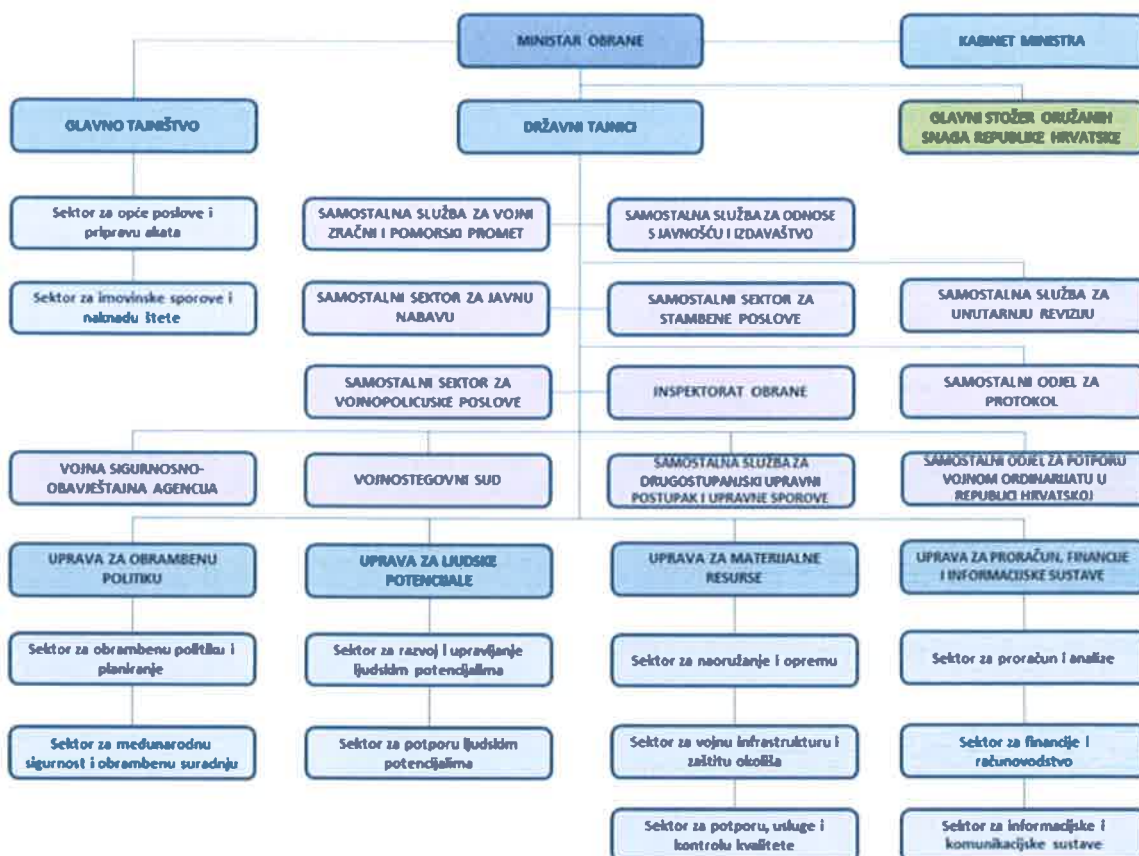 MINISTAR OBRANE
KABINET MINISTRA
GLAVNO TAJNIŠTVO
DRŽAVNI TAJNICI
GLAVNI STOŽER ORUŽANIH
SNAGA REPUBLIKE HRVATSKE
Sektor za opće poslove i
pripravu akata
SAMOSTALNA SLUŽBA ZA VOJNI
ZRAČNI I POMORSKI PROMET
SAMOSTALNA SLUŽBA ZA ODNOSE
S JAVNOŠĆU I IZDAVAŠTVO
Sektor za imovinske sporove i
naknadu štete
SAMOSTALNI SEKTOR ZA JAVNU
NABAVU
SAMOSTALNI SEKTOR ZA
STAMBENE POSLOVE
SAMOSTALNA SLUŽBA ZA
UNUTARNJU REVIZIJU
SAMOSTALNI SEKTOR ZA
VOJNOPOLICIJSKE POSLOVE
INSPEKTORAT OBRANE
SAMOSTALNI ODJEL ZA
PROTOKOL
VOJNA SIGURNOSNO-
OBAVJEŠTAJNA AGENCIJA
VOJNOSTEGOVNI SUD
SAMOSTALNA SLUŽBA ZA
DRUGOSTUPANJSKI UPRAVNI
POSTUPAK I UPRAVNE SPOROVE
SAMOSTALNI ODJEL ZA POTPORU
VOJNOM ORDINARIJATU U
REPUBLICI HRVATSKOJ
UPRAVA ZA OBRAMBENU
POLITIKU
UPRAVA ZA LJUDSKE
POTENCIJALE
UPRAVA ZA MATERIJALNE
RESURSE
UPRAVA ZA PRORAČUN, FINANCIJE
I INFORMACIJSKE SUSTAVE
Sektor za obrambenu politiku i
planiranje
Sektor za razvoj i upravljanje
ljudskim potencijalima
Sektor za naoružanje i opremu
Sektor za proračun i analize
Sektor za međunarodnu
sigurnost i obrambenu suradnju
Sektor za potporu ljudskim
potencijalima
Sektor za vojnu infrastrukturu i
zaštitu okoliša
Sektor za financije i
računovodstvo
Sektor za potporu, usluge i
kontrolu kvalitete
Sektor za informacijske i
komunikacijske sustave